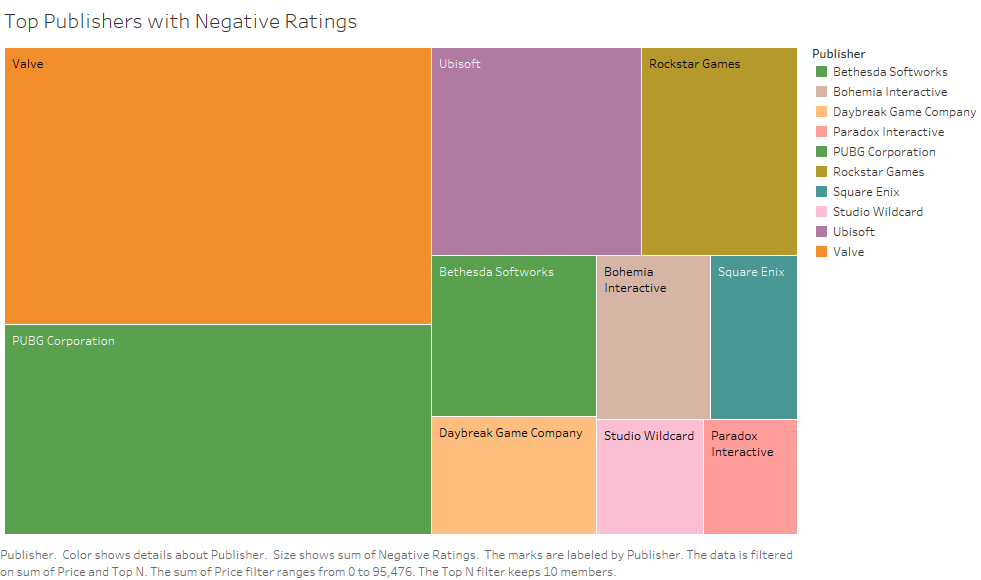 Top Publishers with Negative Ratings
Valve
Ubisoft
Rockstar Games
PUBG Corporation
Bethesda Softworks
Bohemia
Interactive
Square Enix
Daybreak Game Company
Studio Wildcard
Paradox
Interactive
Publisher
Bethesda Softworks
Bohemia Interactive
Daybreak Game Company
Paradox Interactive
PUBG Corporation
Rockstar Games
Square Enix
Studio Wildcard
Ubisoft
Valve
Publisher.  Color shows details about Publisher.  Size shows sum of Negative Ratings.  The marks are labeled by Publisher. The data is filtered
on sum of Price and Top N. The sum of Price filter ranges from 0 to 95,476. The Top N filter keeps 10 members.